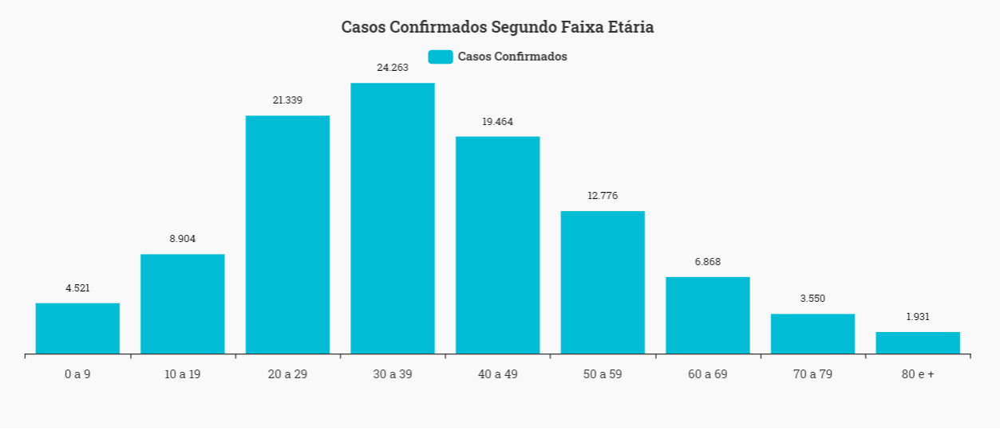 Casos Confirmados Segundo Faixa Etária
Casos Confirmados
4.521
8.904
21.339
24.263
19.464
12.776
6.868
3.550
1.931
0 a 9
10 a 19
20 a 29
30 a 39
40 a 49
50 a 59
60 a 69
70 a 79
80 e +